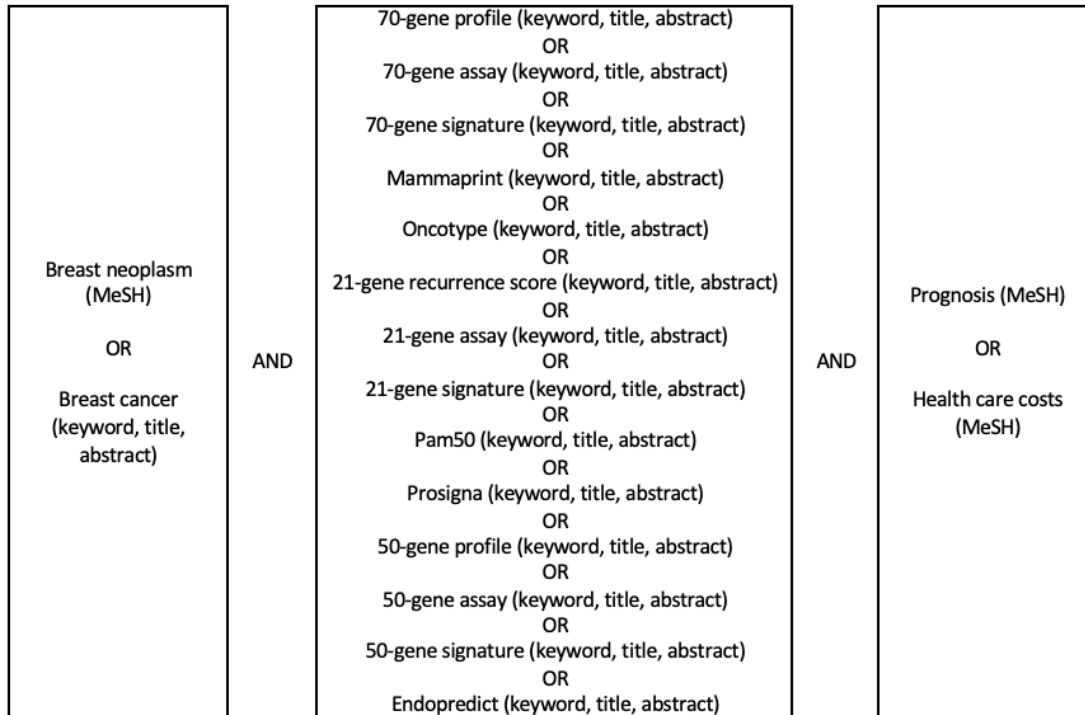 Breast neoplasm
(MeSH)
OR
Breast cancer
(keyword, title,
abstract)
AND
70-gene profile (keyword, title, abstract)
OR
70-gene assay (keyword, title, abstract)
OR
70-gene signature (keyword, title, abstract)
OR
Mammaprint (keyword, title, abstract)
OR
Oncotype (keyword, title, abstract)
OR
21-gene recurrence score (keyword, title, abstract)
OR
21-gene assay (keyword, title, abstract)
OR
21-gene signature (keyword, title, abstract)
OR
Pam50 (keyword, title, abstract)
OR
Prosigna (keyword, title, abstract)
OR
50-gene profile (keyword, title, abstract)
OR
50-gene assay (keyword, title, abstract)
OR
50-gene signature (keyword, title, abstract)
OR
Endopredict (keyword, title, abstract)
AND
Prognosis (MeSH)
OR
Health care costs
(MeSH)